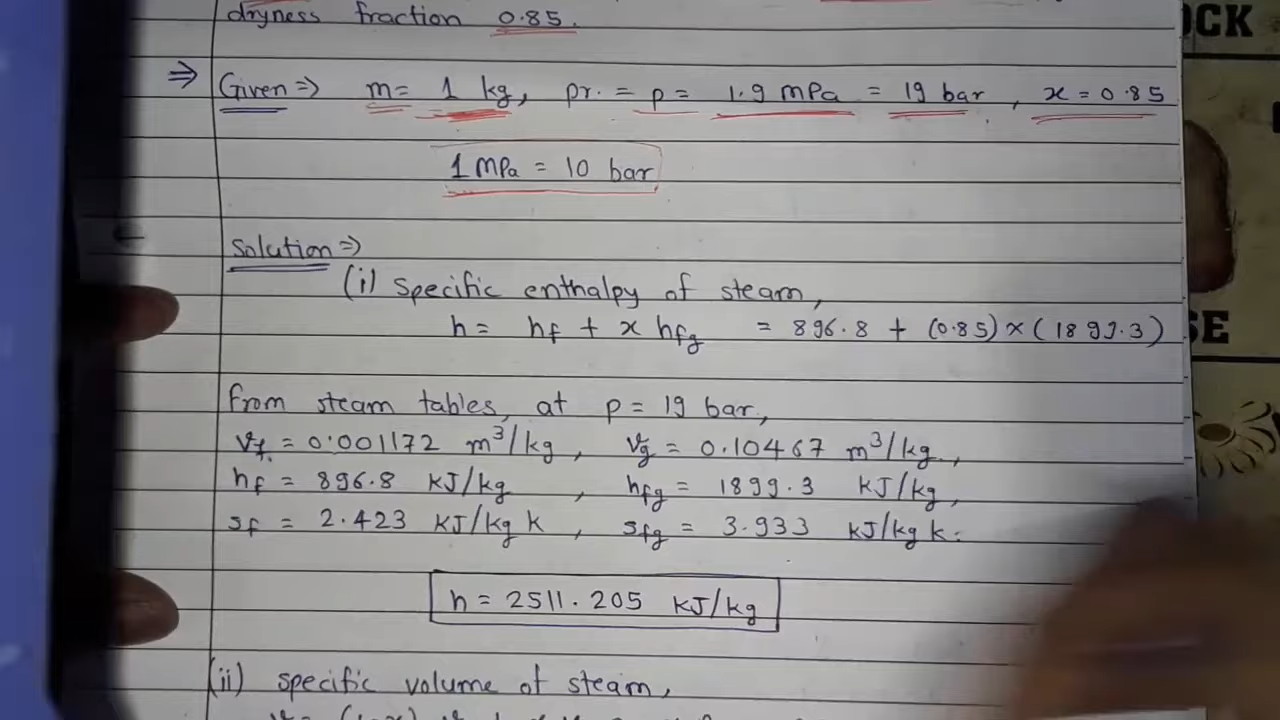 dryness fraction 0.85.
⇒ Given ⇒ m = 1 kg, pr. = p = 1.9 mPa = 19 bar, x = 0.85
1 mPa = 10 bar
Solution ⇒
(i) specific enthalpy of steam,
h = hf + x hfg = 896.8 + (0.85) × (1899.3)
from steam tables, at p = 19 bar,
vf = 0.001172 m³/kg, vg = 0.10467 m³/kg,
hf = 896.8 KJ/kg, hfg = 1899.3 KJ/kg,
sf = 2.423 KJ/kg k, sfg = 3.933 KJ/kg k.
h = 2511.205 KJ/kg
(ii) specific volume of steam,
OCK
SE